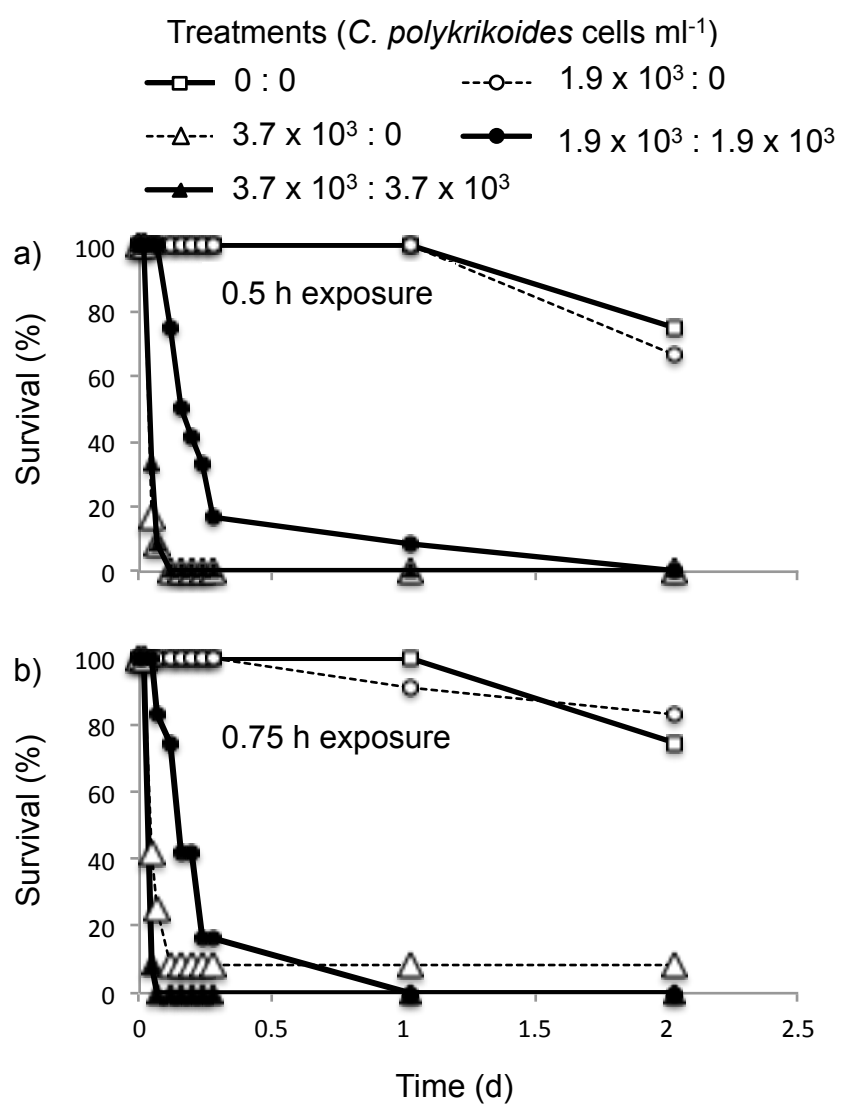 Treatments (C. polykrikoides cells ml-1)
0 : 0
1.9 x 10³ : 0
3.7 x 10³ : 0
1.9 x 10³ : 1.9 x 10³
3.7 x 10³ : 3.7 x 10³
a)
100
80
60
40
20
0
Survival (%)
0.5 h exposure
b)
100
80
60
40
20
0
Survival (%)
0.75 h exposure
0 0.5 1 1.5 2 2.5
Time (d)